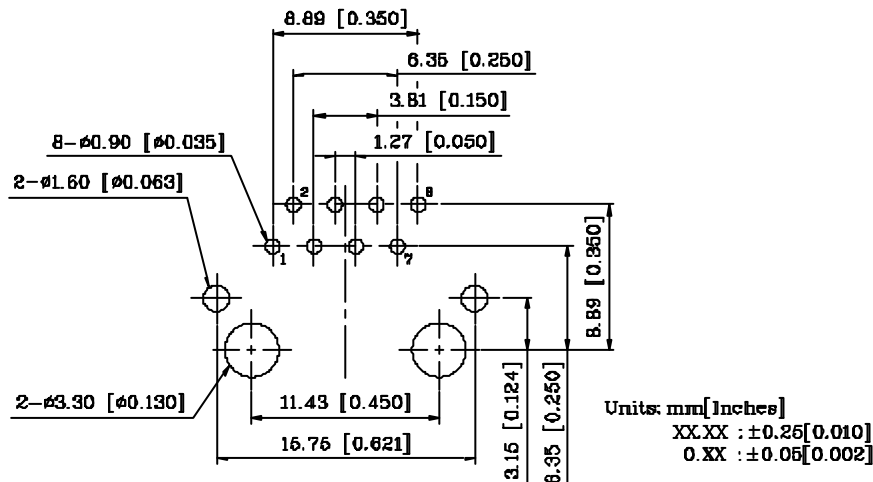 8.89 [0.350]
6.35 [0.250]
3.81 [0.150]
8-ø0.90 [ø0.035]
1.27 [0.050]
2-ø1.60 [ø0.063]
2
8
1
7
8.89 [0.350]
2-ø3.30 [ø0.130]
11.43 [0.450]
15.75 [0.621]
3.15 [0.124]
6.35 [0.250]
Units: mm[Inches]
XX.XX : ±0.25[0.010]
0.XX : ±0.05[0.002]